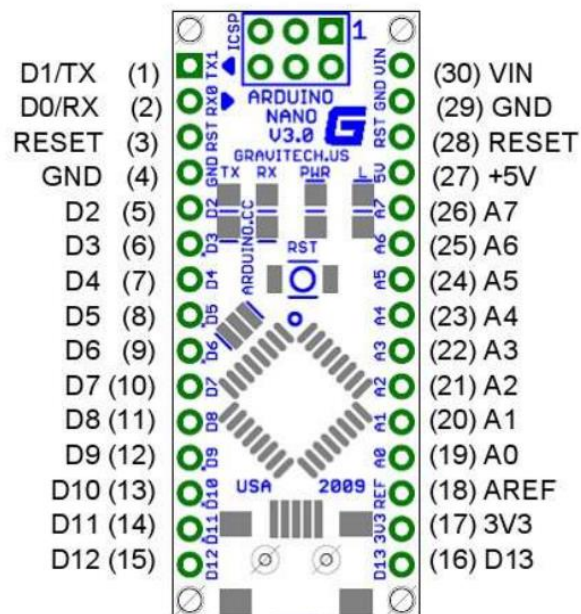 D1/TX (1)
D0/RX (2)
RESET (3)
GND (4)
D2 (5)
D3 (6)
D4 (7)
D5 (8)
D6 (9)
D7 (10)
D8 (11)
D9 (12)
D10 (13)
D11 (14)
D12 (15)
TX1
RX0
RST
GND
D2
D3
D4
D5
D6
D7
D8
D9
D10
D11
D12
ICSP
1
ARDUINO
NANO
V3.0
G
GRAVITECH.US
TX RX PWR L
ARDUINO.CC
RST
USA 2009
VIN
GND
RST
5V
A7
A6
A5
A4
A3
A2
A1
A0
REF
3V3
D13
(30) VIN
(29) GND
(28) RESET
(27) +5V
(26) A7
(25) A6
(24) A5
(23) A4
(22) A3
(21) A2
(20) A1
(19) A0
(18) AREF
(17) 3V3
(16) D13